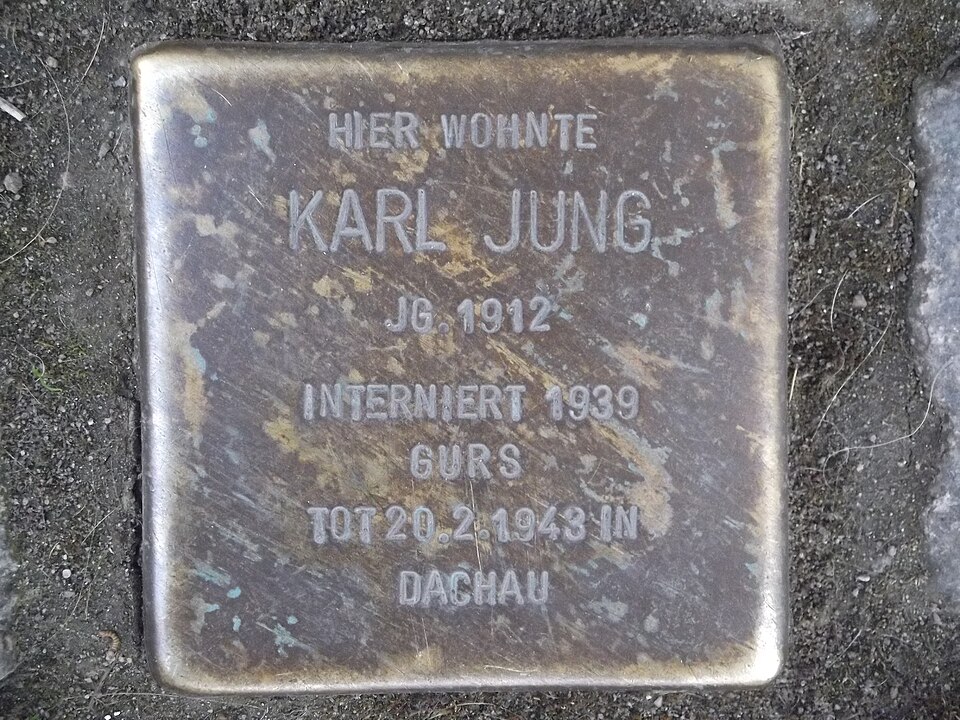 HIER WOHNTE
KARL JUNG
JG. 1912
INTERNIERT 1939
GURS
TOT 20.2.1943 IN
DACHAU